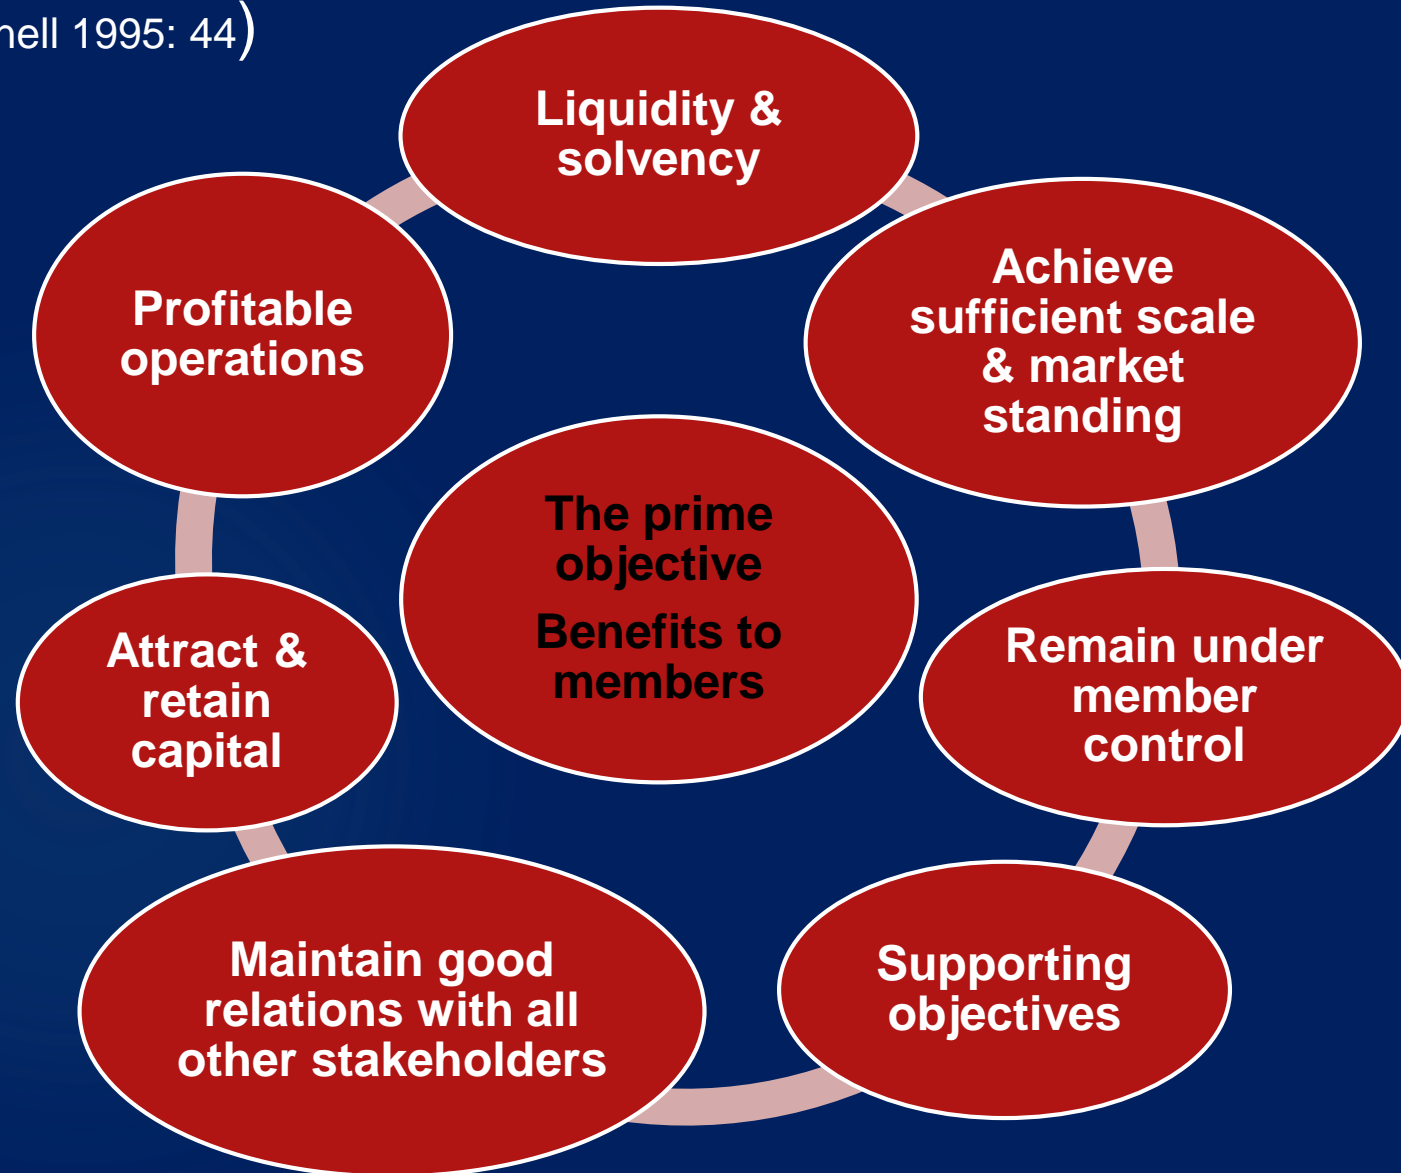 1995: 44)
Liquidity &
solvency
Achieve
sufficient scale
& market
standing
Profitable
operations
The prime
objective
Benefits to
members
Remain under
member
control
Attract &
retain
capital
Supporting
objectives
Maintain good
relations with all
other stakeholders